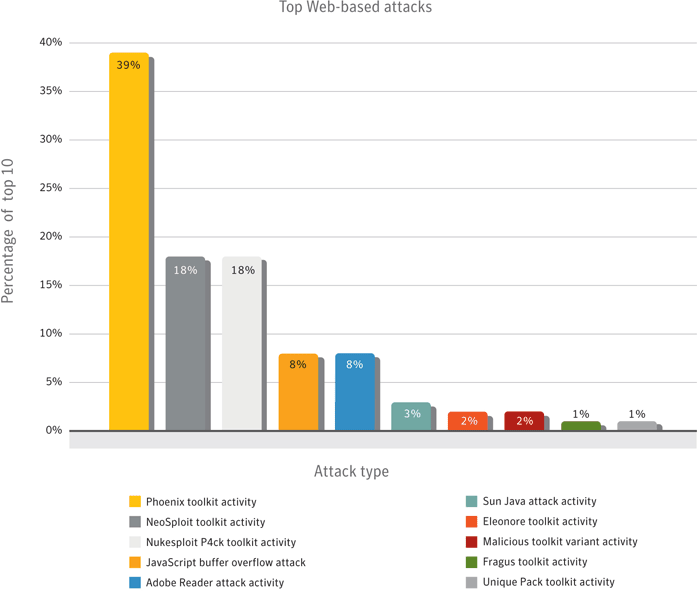 Top Web-based attacks
40%
35%
30%
25%
20%
15%
10%
5%
0%
Percentage of top 10
39%
18%
18%
8%
8%
3%
2%
2%
1%
1%
Attack type
Phoenix toolkit activity
NeoSploit toolkit activity
Nukesploit P4ck toolkit activity
JavaScript buffer overflow attack
Adobe Reader attack activity
Sun Java attack activity
Eleonore toolkit activity
Malicious toolkit variant activity
Fragus toolkit activity
Unique Pack toolkit activity